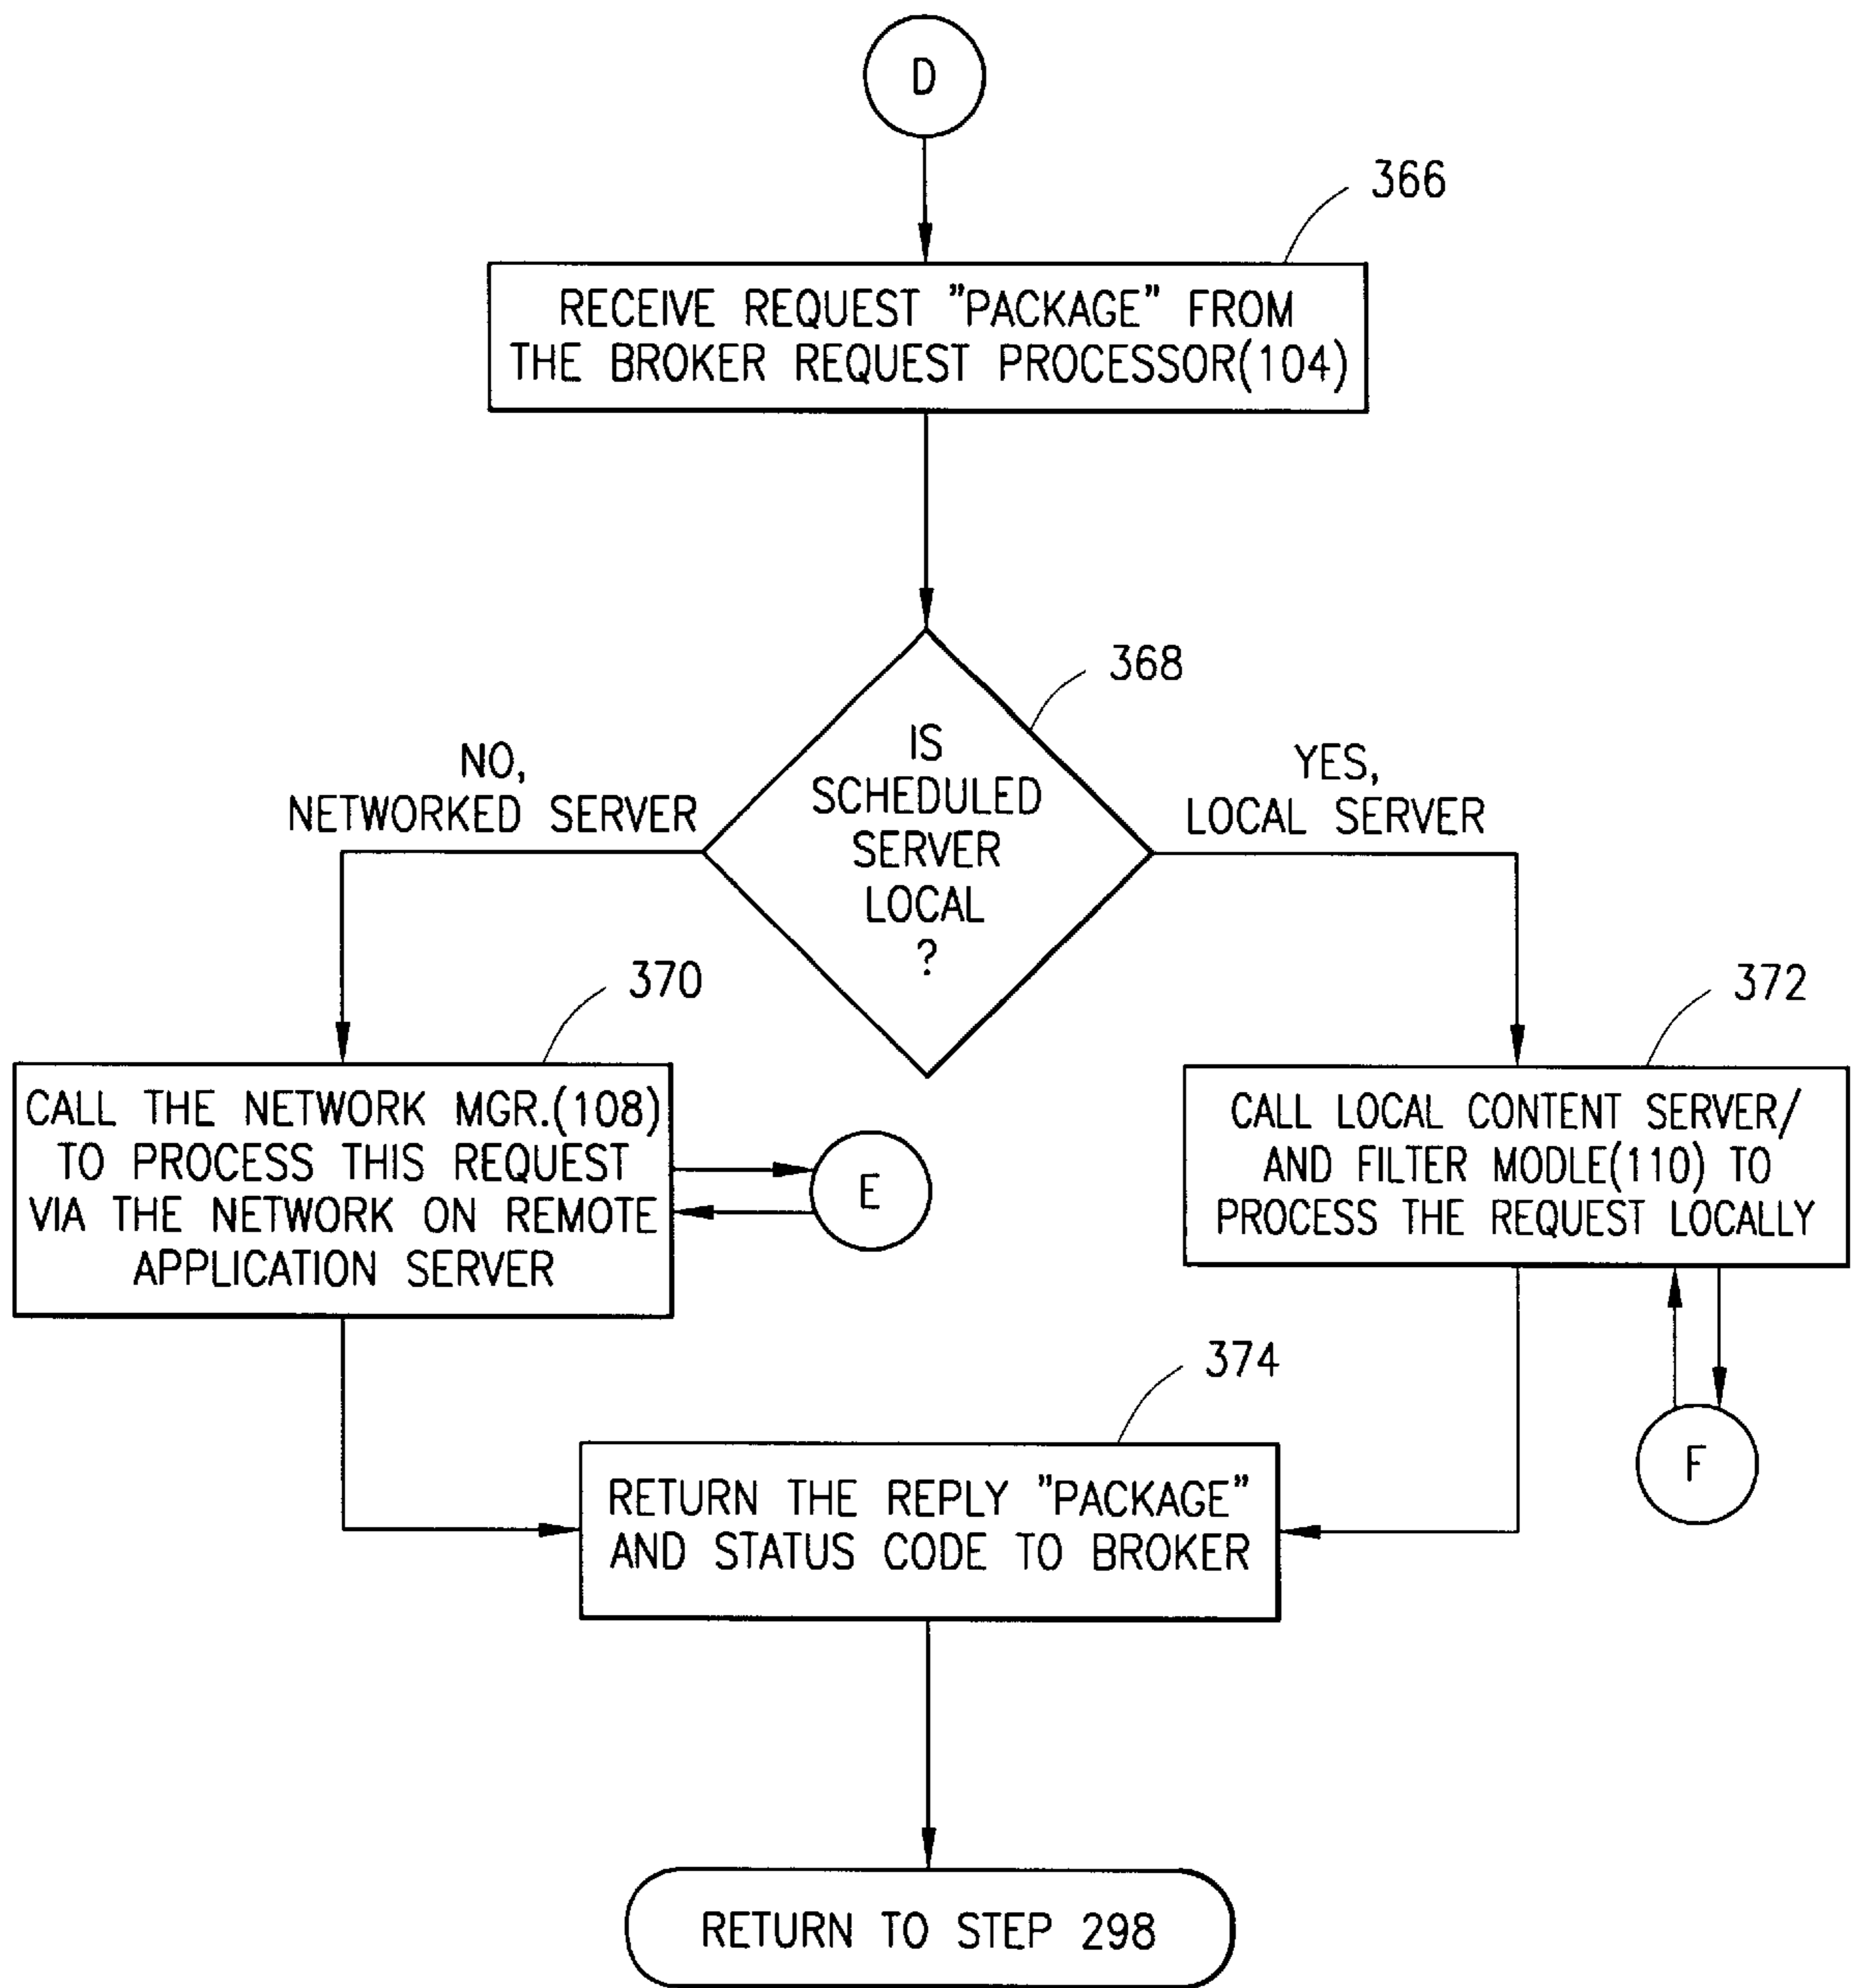 D
366
RECEIVE REQUEST "PACKAGE" FROM
THE BROKER REQUEST PROCESSOR(104)
368
IS
SCHEDULED
SERVER
LOCAL
?
NO,
NETWORKED SERVER
YES,
LOCAL SERVER
370
CALL THE NETWORK MGR.(108)
TO PROCESS THIS REQUEST
VIA THE NETWORK ON REMOTE
APPLICATION SERVER
E
372
CALL LOCAL CONTENT SERVER/
AND FILTER MODLE(110) TO
PROCESS THE REQUEST LOCALLY
F
374
RETURN THE REPLY "PACKAGE"
AND STATUS CODE TO BROKER
RETURN TO STEP 298